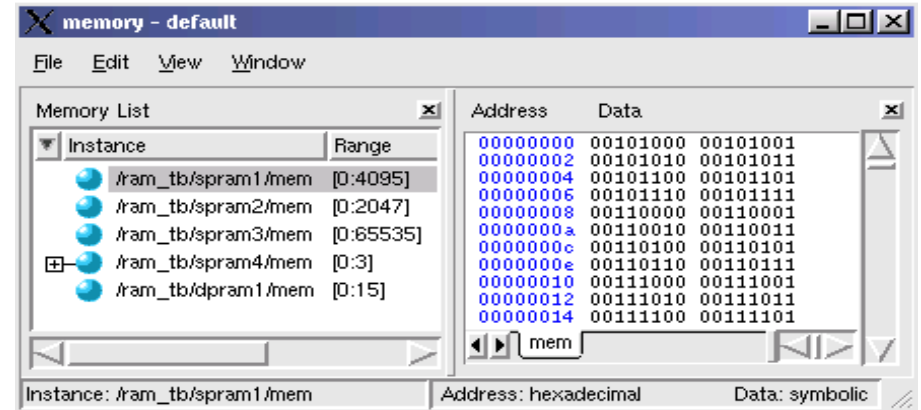 memory - default
File Edit View Window
Memory List
Instance Range
/ram_tb/spram1/mem [0:4095]
/ram_tb/spram2/mem [0:2047]
/ram_tb/spram3/mem [0:65535]
/ram_tb/spram4/mem [0:3]
/ram_tb/dpram1/mem [0:15]
Address Data
00000000 00101000 00101001
00000002 00101010 00101011
00000004 00101100 00101101
00000006 00101110 00101111
00000008 00110000 00110001
0000000a 00110010 00110011
0000000c 00110100 00110101
0000000e 00110110 00110111
00000010 00111000 00111001
00000012 00111010 00111011
00000014 00111100 00111101
mem
Instance: /ram_tb/spram1/mem Address: hexadecimal Data: symbolic